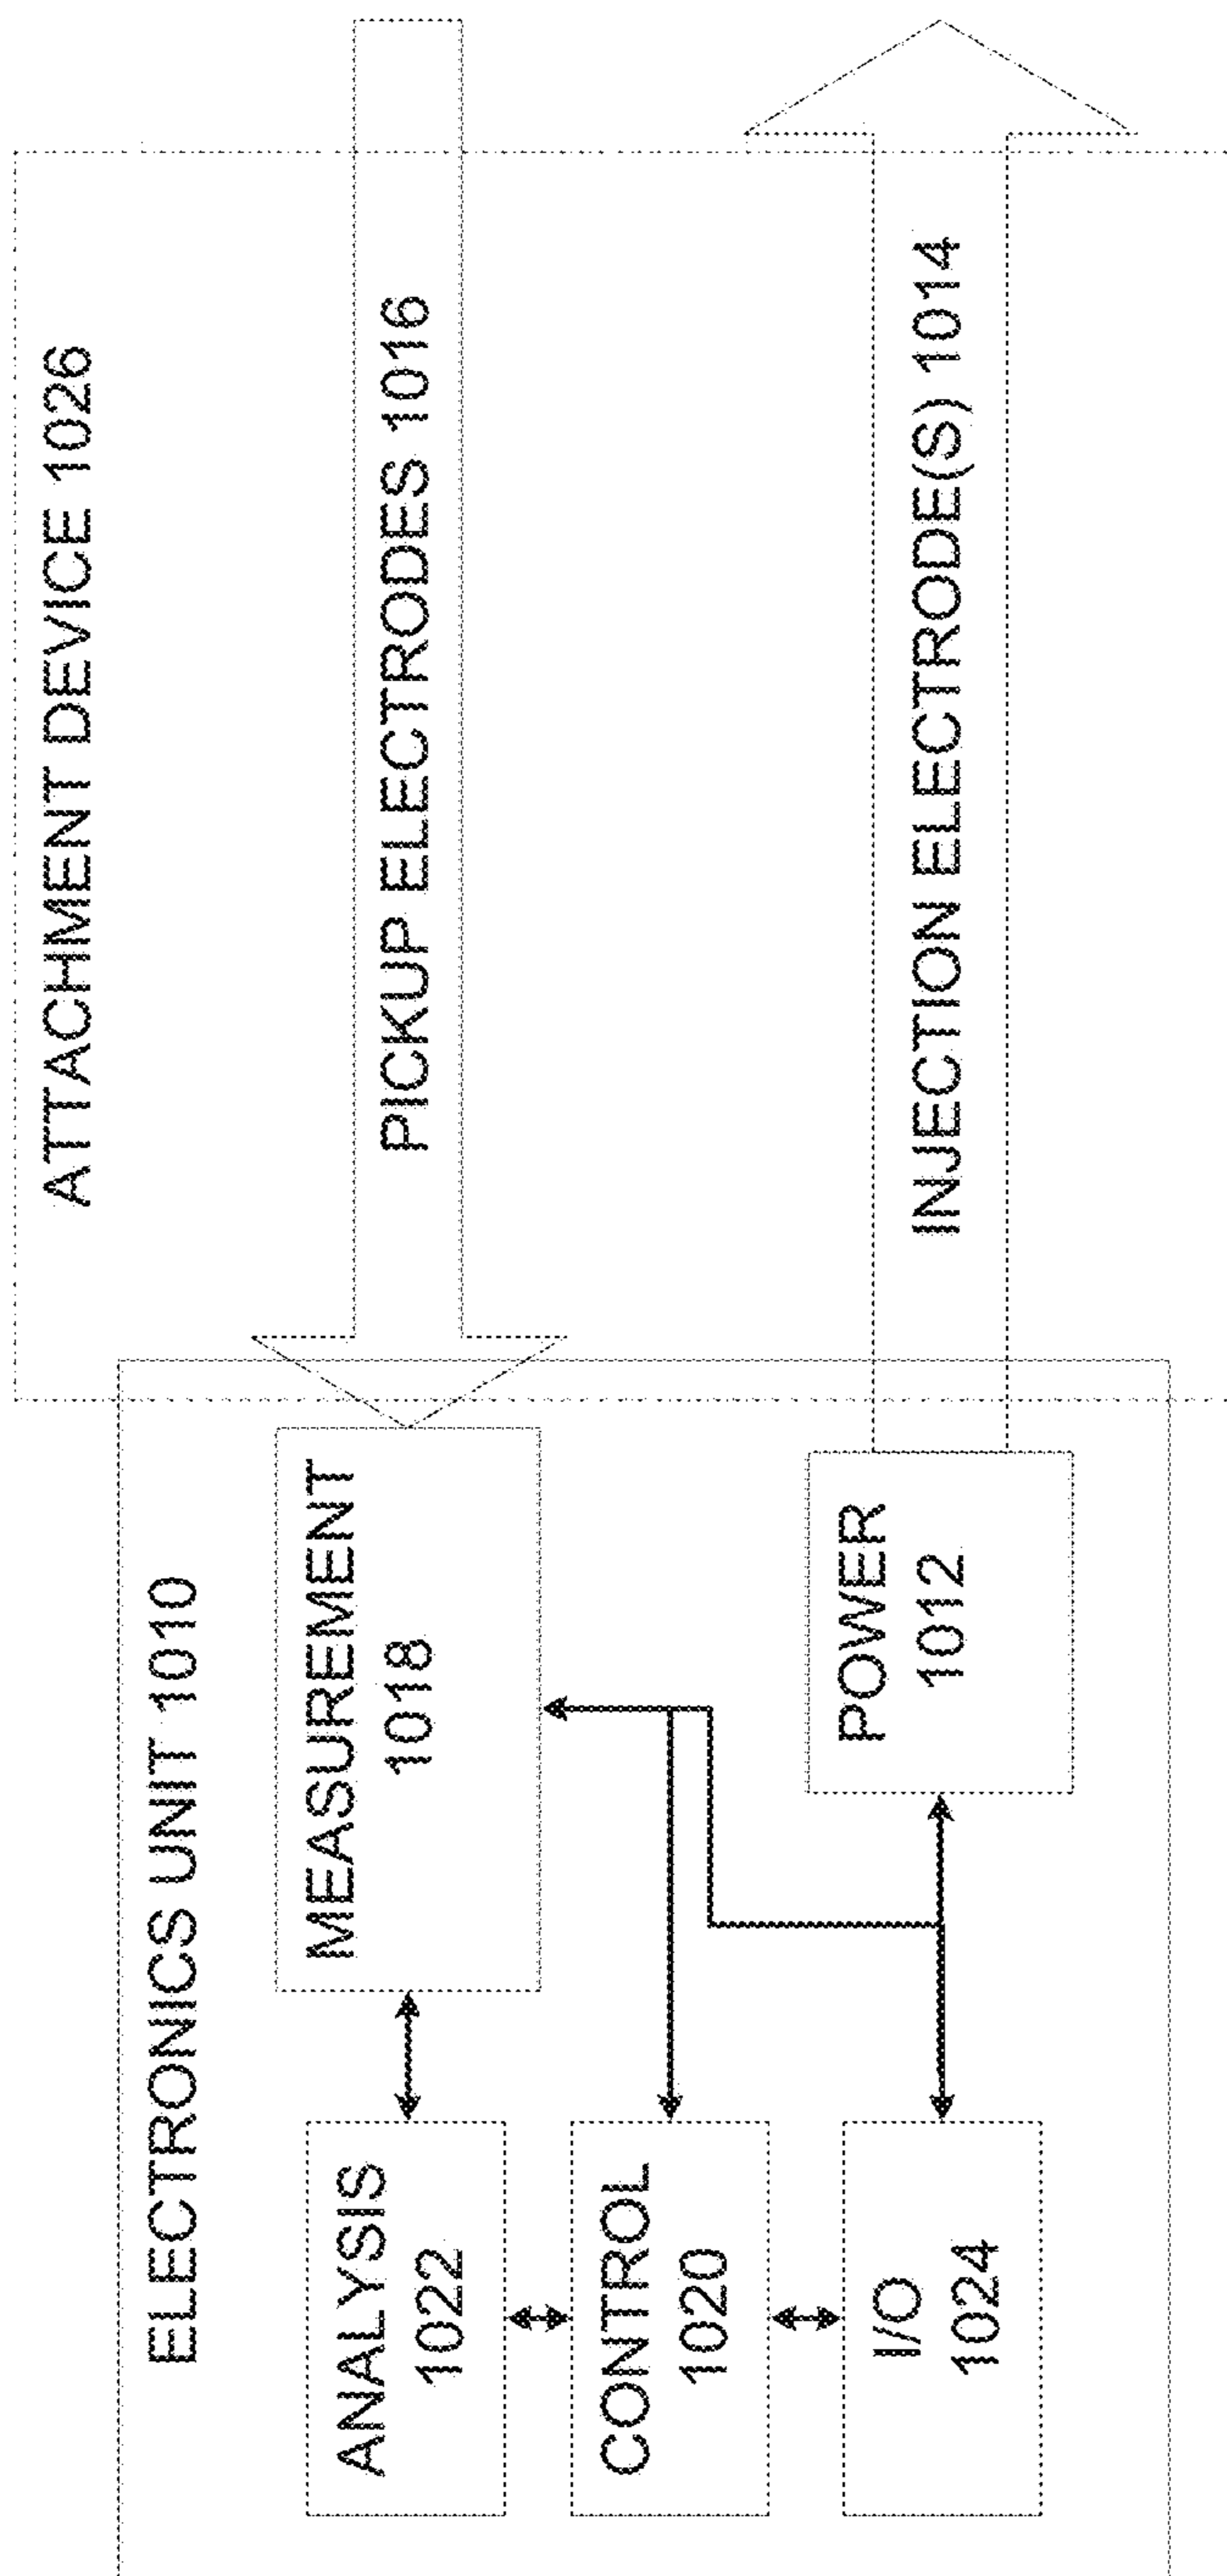 ELECTRONICS UNIT 1010
ANALYSIS
1022
MEASUREMENT
1018
CONTROL
1020
I/O
1024
POWER
1012
ATTACHMENT DEVICE 1026
PICKUP ELECTRODES 1016
INJECTION ELECTRODE(S) 1014